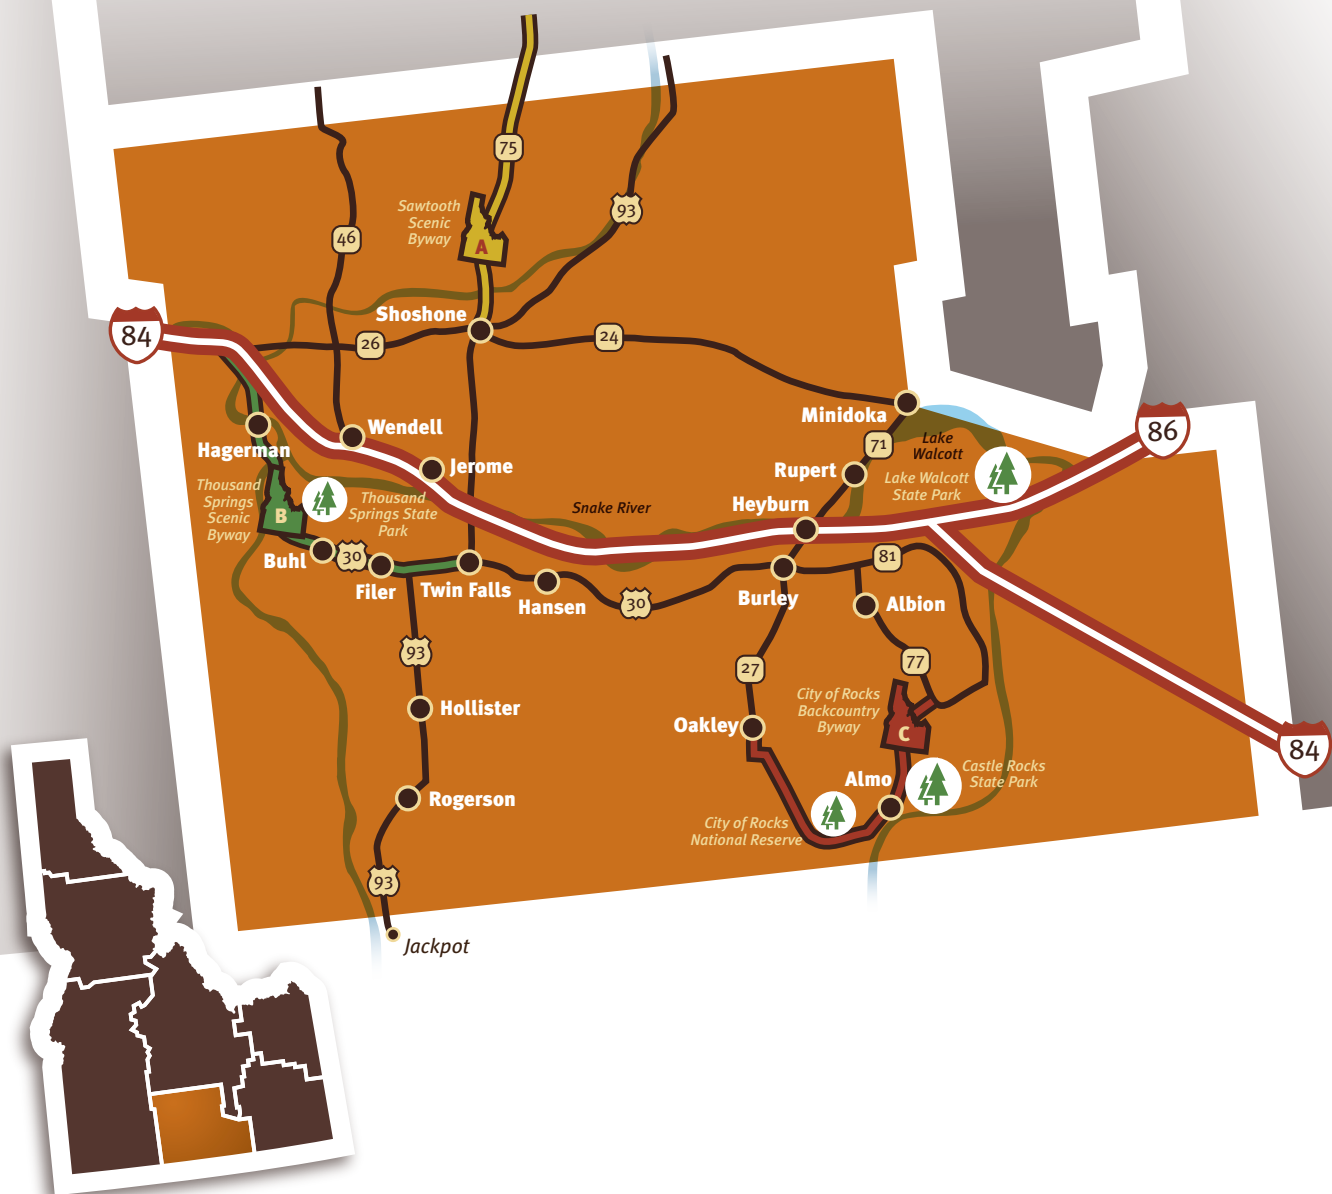 75
Sawtooth
Scenic
Byway
A
93
46
Shoshone
84
26
24
Minidoka
86
Wendell
Hagerman
71
Lake
Walcott
Jerome
Rupert
Lake Walcott
State Park
Thousand
Springs
Scenic
Byway
B
Thousand
Springs State
Park
Snake River
Heyburn
Buhl
30
Filer
Twin Falls
Hansen
30
Burley
81
Albion
93
27
77
City of Rocks
Backcountry
Byway
C
Hollister
Oakley
84
Almo
Castle Rocks
State Park
Rogerson
City of Rocks
National Reserve
93
Jackpot